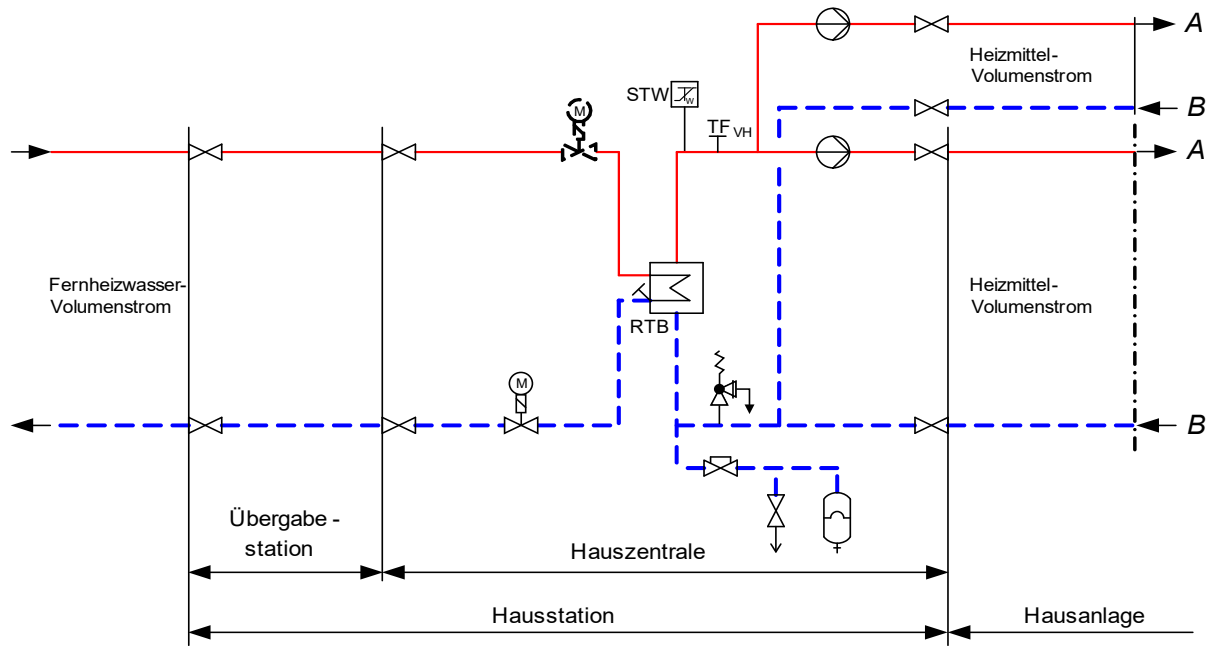 A
Heizmittel-
Volumenstrom
STW
W
B
M
TF VH
A
Fernheizwasser-
Volumenstrom
Heizmittel-
Volumenstrom
RTB
M
B
Übergabe -
station
Hauszentrale
Hausstation
Hausanlage